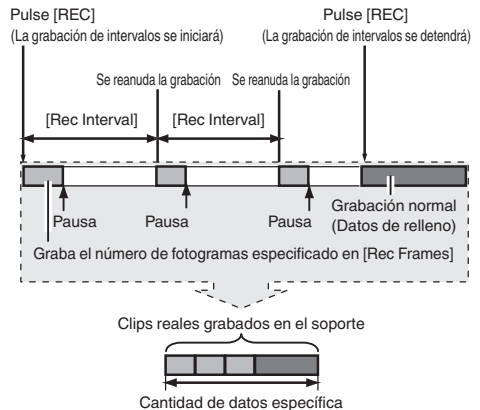 Pulse [REC]
(La grabación de intervalos se iniciará)
Pulse [REC]
(La grabación de intervalos se detendrá)
Se reanuda la grabación
Se reanuda la grabación
[Rec Interval]
[Rec Interval]
Pausa
Pausa
Pausa
Grabación normal
(Datos de relleno)
Graba el número de fotogramas especificado en [Rec Frames]
Clips reales grabados en el soporte
Cantidad de datos específica